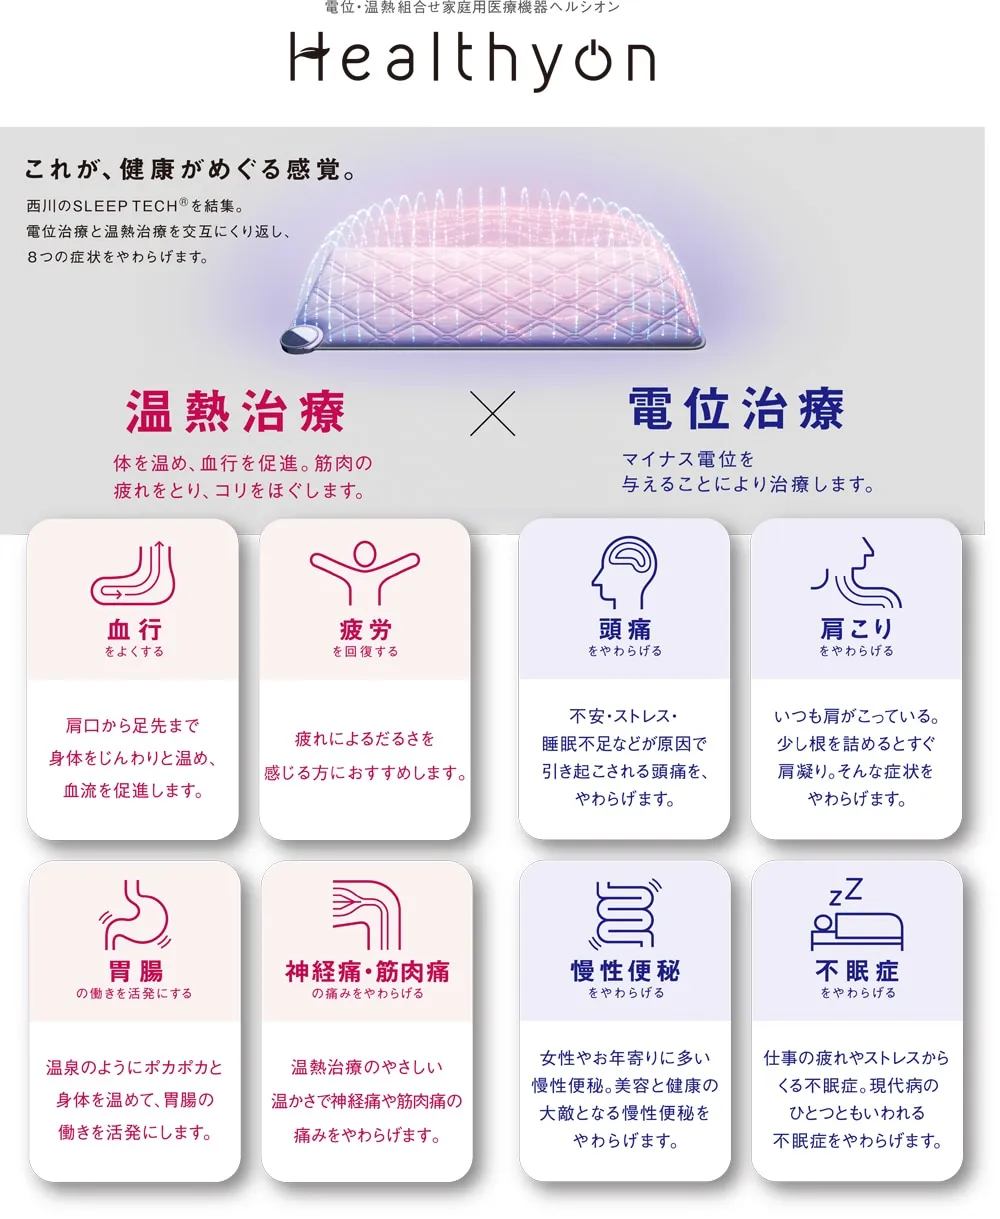 電位・温熱組合せ家庭用医療機器ヘルシオン
Healthyon
これが、健康がめぐる感覚。
西川のSLEEP TECH®を結集。
電位治療と温熱治療を交互にくり返し、
8つの症状をやわらげます。
温熱治療
×
電位治療
体を温め、血行を促進。筋肉の
疲れをとり、コリをほぐします。
マイナス電位を
与えることにより治療します。
血行
をよくする
肩口から足先まで
身体をじんわりと温め、
血流を促進します。
疲労
を回復する
疲れによるだるさを
感じる方におすすめします。
頭痛
をやわらげる
不安・ストレス・
睡眠不足などが原因で
引き起こされる頭痛を、
やわらげます。
肩こり
をやわらげる
いつも肩がこっている。
少し根を詰めるとすぐ
肩凝り。そんな症状を
やわらげます。
胃腸
の働きを活発にする
温泉のようにポカポカと
身体を温めて、胃腸の
働きを活発にします。
神経痛・筋肉痛
の痛みをやわらげる
温熱治療のやさしい
温かさで神経痛や筋肉痛の
痛みをやわらげます。
慢性便秘
をやわらげる
女性やお年寄りに多い
慢性便秘。美容と健康の
大敵となる慢性便秘を
やわらげます。
zZ
不眠症
をやわらげる
仕事の疲れやストレスから
くる不眠症。現代病の
ひとつともいわれる
不眠症をやわらげます。